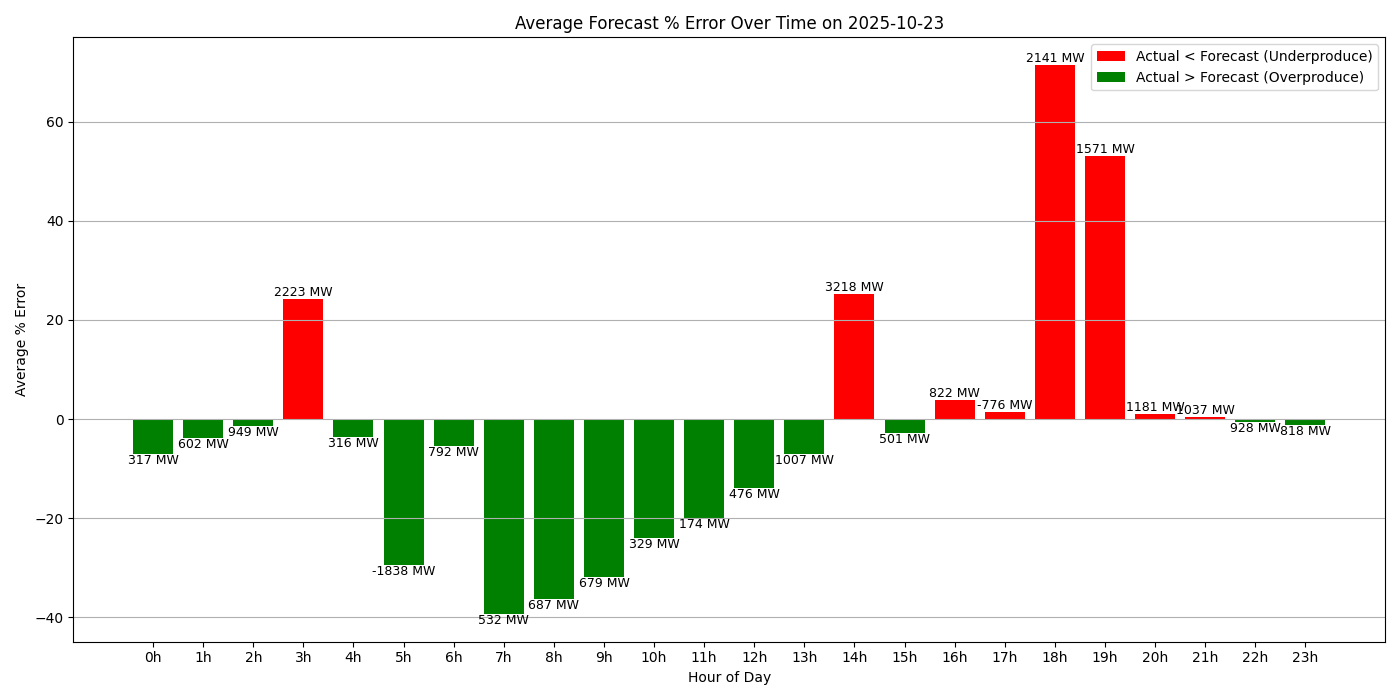 Average Forecast % Error Over Time on 2025-10-23
Actual < Forecast (Underproduce)
Actual > Forecast (Overproduce)
Average % Error
60
40
20
0
−20
−40
317 MW
602 MW
949 MW
2223 MW
316 MW
-1838 MW
792 MW
532 MW
687 MW
679 MW
329 MW
174 MW
476 MW
1007 MW
3218 MW
501 MW
822 MW
-776 MW
2141 MW
1571 MW
1181 MW
1037 MW
928 MW
818 MW
0h 1h 2h 3h 4h 5h 6h 7h 8h 9h 10h 11h 12h 13h 14h 15h 16h 17h 18h 19h 20h 21h 22h 23h
Hour of Day